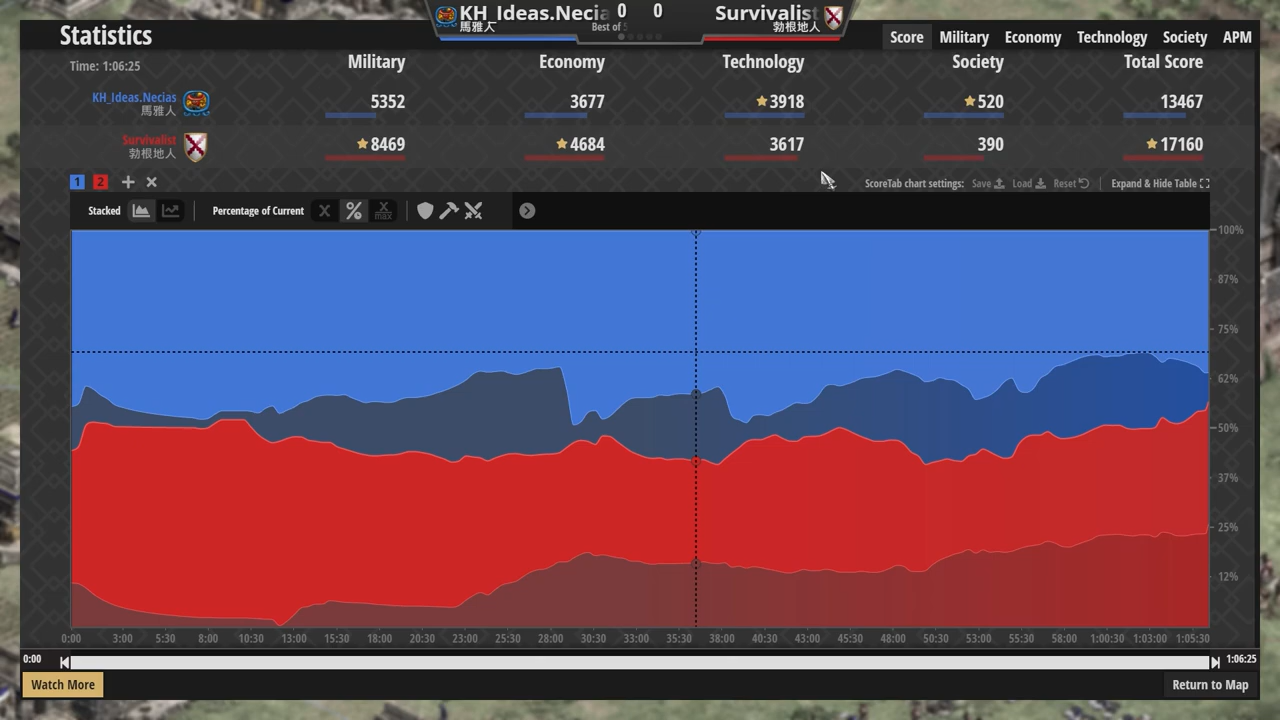 KH_Ideas.Necia 0 0 Survivalist
馬雅人 Best of 5 勃根地人
Statistics
Score Military Economy Technology Society APM
Time: 1:06:25 Military Economy Technology Society Total Score
KH_Ideas.Necias 5352 3677 3918 520 13467
馬雅人
Survivalist 8469 4684 3617 390 17160
勃根地人
1 2 ScoreTab chart settings: Save Load Reset Expand & Hide Table
Stacked Percentage of Current X % X/max
100%
87%
75%
62%
50%
37%
25%
12%
0:00 3:00 5:30 8:00 10:30 13:00 15:30 18:00 20:30 23:00 25:30 28:00 30:30 33:00 35:30 38:00 40:30 43:00 45:30 48:00 50:30 53:00 55:30 58:00 1:00:30 1:03:00 1:05:30
0:00 1:06:25
Watch More Return to Map